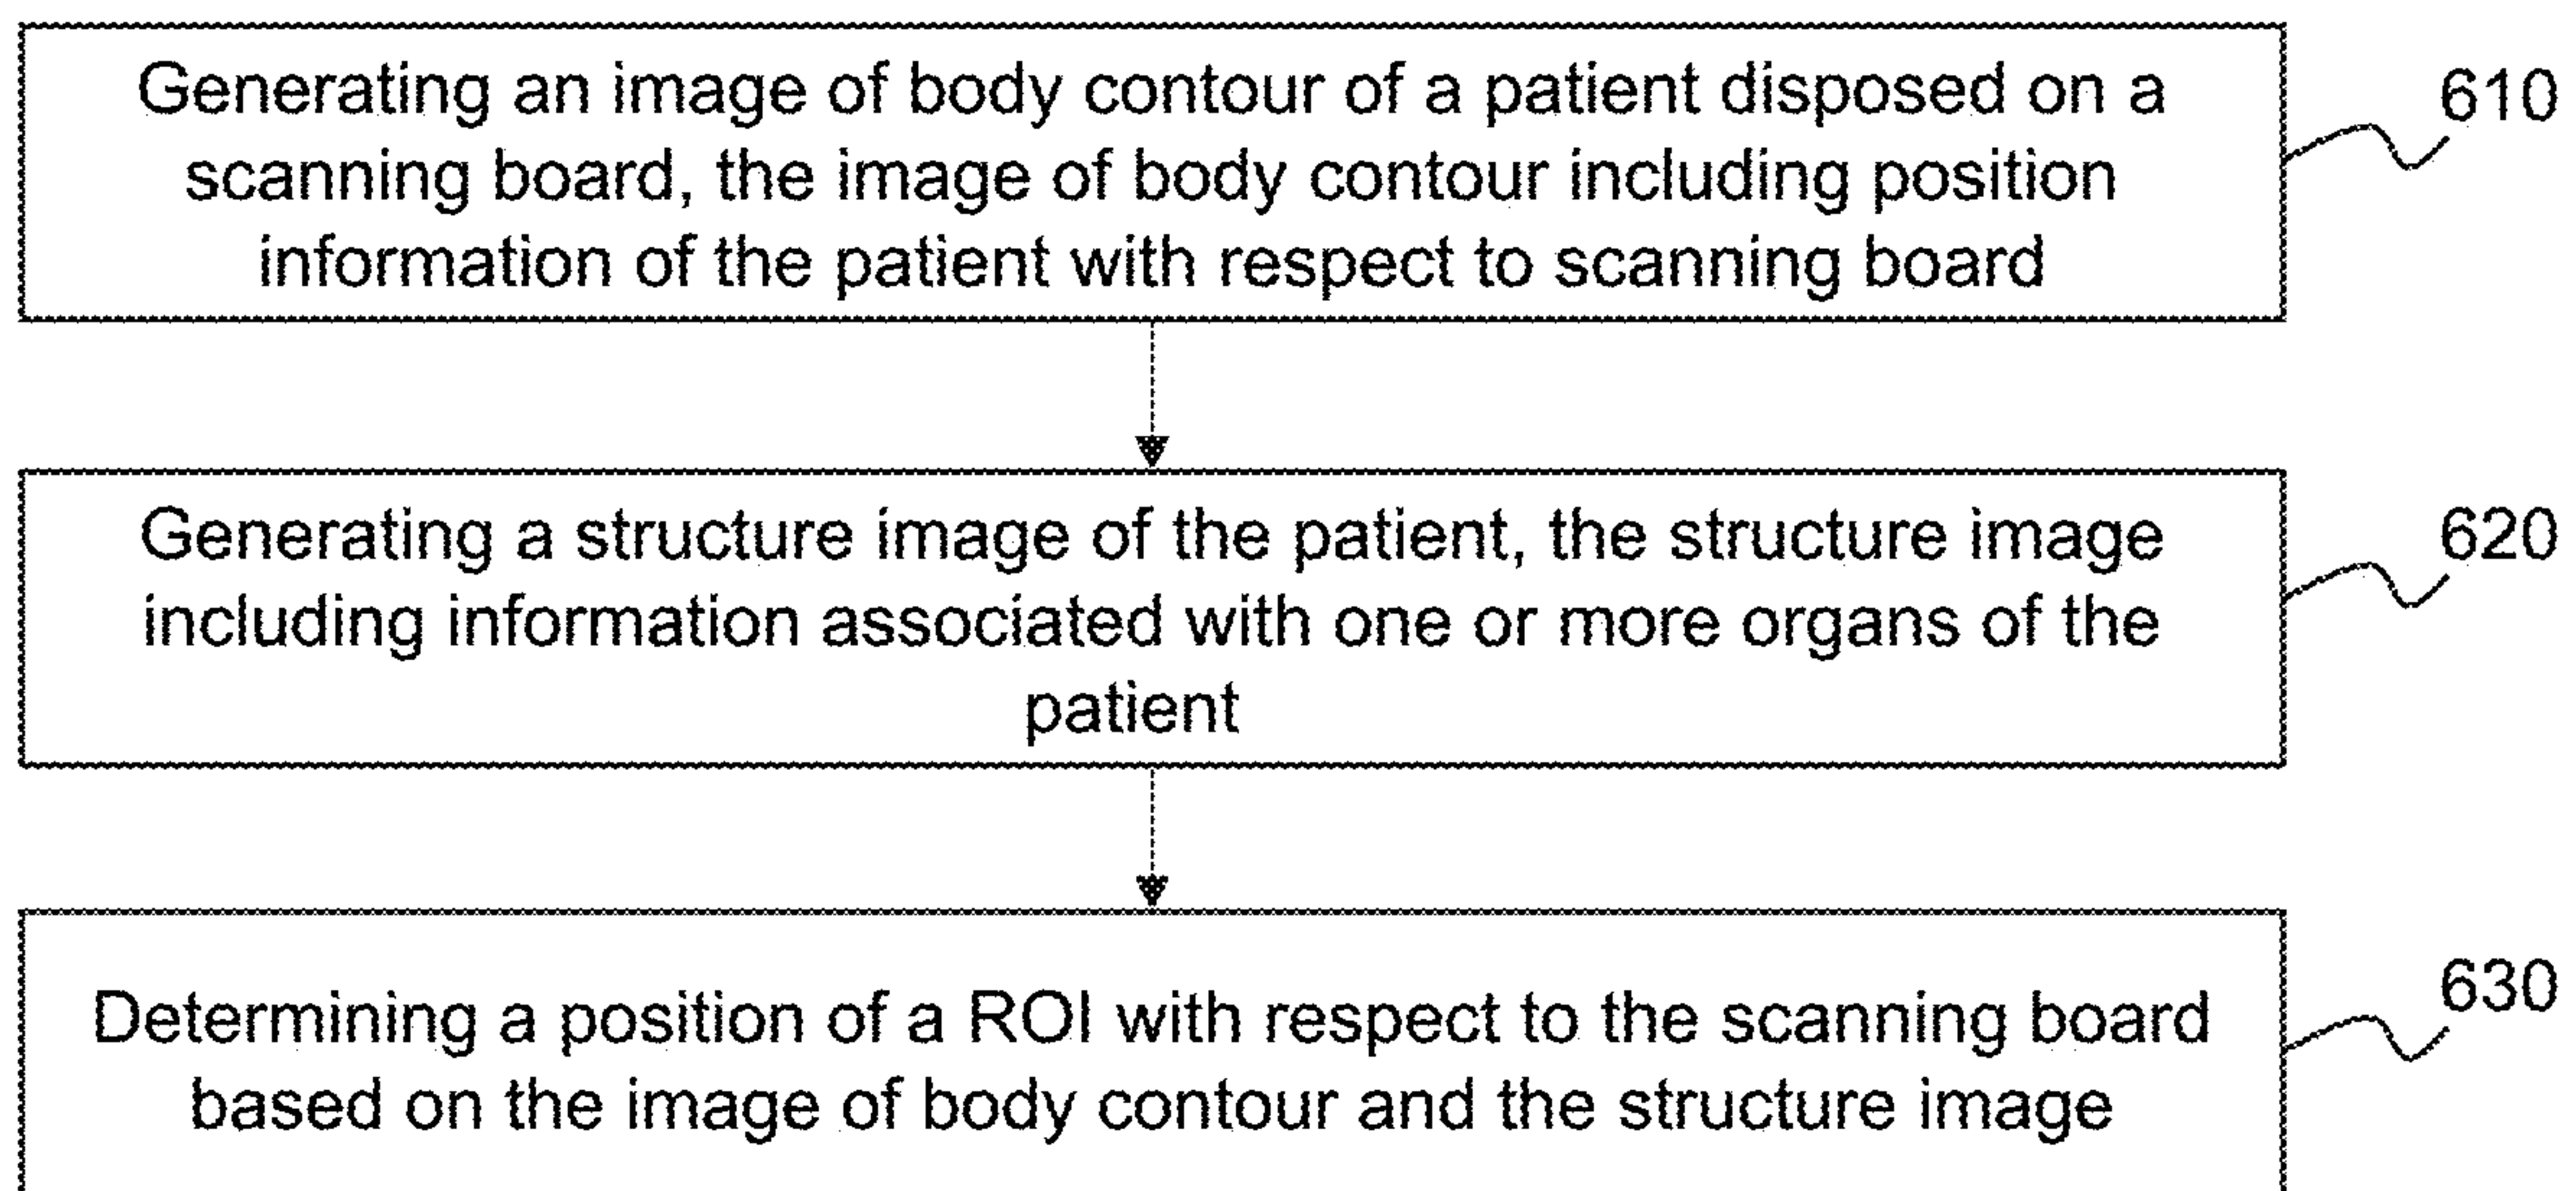 Generating an image of body contour of a patient disposed on a
610
scanning board, the image of body contour including position
information of the patient with respect to scanning board
Generating a structure image of the patient, the structure image
620
including information associated with one or more organs of the
patient
Determining a position of a ROI with respect to the scanning board
630
based on the image of body contour and the structure image